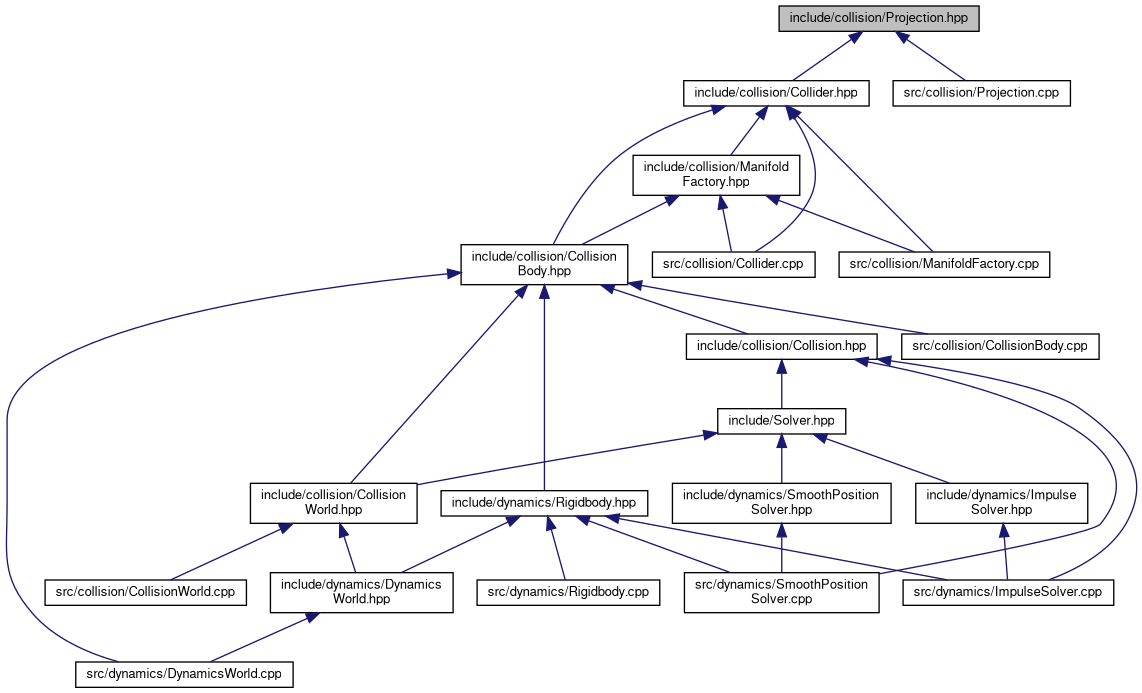 include/collision/Projection.hpp
include/collision/Collider.hpp
src/collision/Projection.cpp
include/collision/Manifold
Factory.hpp
include/collision/Collision
Body.hpp
src/collision/Collider.cpp
src/collision/ManifoldFactory.cpp
include/collision/Collision.hpp
src/collision/CollisionBody.cpp
include/Solver.hpp
include/collision/Collision
World.hpp
include/dynamics/Rigidbody.hpp
include/dynamics/SmoothPosition
Solver.hpp
include/dynamics/Impulse
Solver.hpp
src/collision/CollisionWorld.cpp
include/dynamics/Dynamics
World.hpp
src/dynamics/Rigidbody.cpp
src/dynamics/SmoothPosition
Solver.cpp
src/dynamics/ImpulseSolver.cpp
src/dynamics/DynamicsWorld.cpp